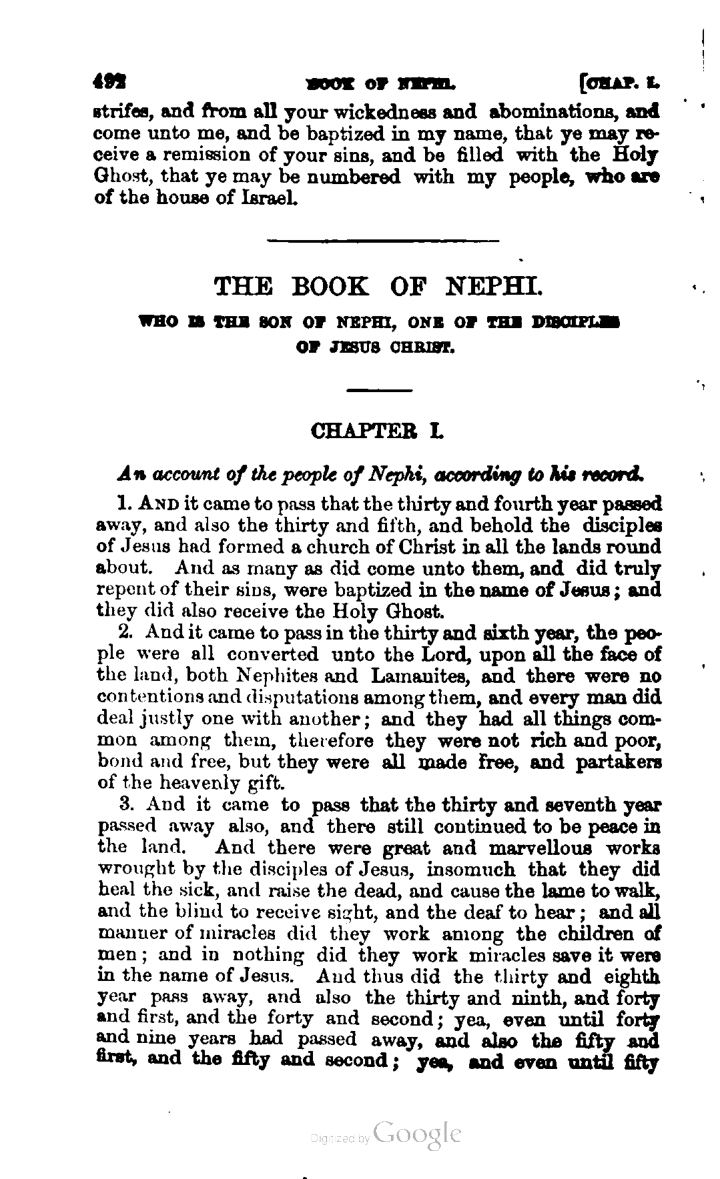 492 BOOK OF NEPHI. [CHAP. I.
strifes, and from all your wickedness and abominations, and
come unto me, and be baptized in my name, that ye may re-
ceive a remission of your sins, and be filled with the Holy
Ghost, that ye may be numbered with my people, who are
of the house of Israel.
THE BOOK OF NEPHI.
WHO IS THE SON OF NEPHI, ONE OF THE DISCIPLES
OF JESUS CHRIST.
CHAPTER I.
An account of the people of Nephi, according to his record.
1. AND it came to pass that the thirty and fourth year passed
away, and also the thirty and fifth, and behold the disciples
of Jesus had formed a church of Christ in all the lands round
about. And as many as did come unto them, and did truly
repent of their sins, were baptized in the name of Jesus; and
they did also receive the Holy Ghost.
2. And it came to pass in the thirty and sixth year, the peo-
ple were all converted unto the Lord, upon all the face of
the land, both Nephites and Lamanites, and there were no
contentions and disputations among them, and every man did
deal justly one with another; and they had all things com-
mon among them, therefore they were not rich and poor,
bond and free, but they were all made free, and partakers
of the heavenly gift.
3. And it came to pass that the thirty and seventh year
passed away also, and there still continued to be peace in
the land. And there were great and marvellous works
wrought by the disciples of Jesus, insomuch that they did
heal the sick, and raise the dead, and cause the lame to walk,
and the blind to receive sight, and the deaf to hear; and all
manner of miracles did they work among the children of
men; and in nothing did they work miracles save it were
in the name of Jesus. And thus did the thirty and eighth
year pass away, and also the thirty and ninth, and forty
and first, and the forty and second; yea, even until forty
and nine years had passed away, and also the fifty and
first, and the fifty and second; yea, and even until fifty
Digitized by Google